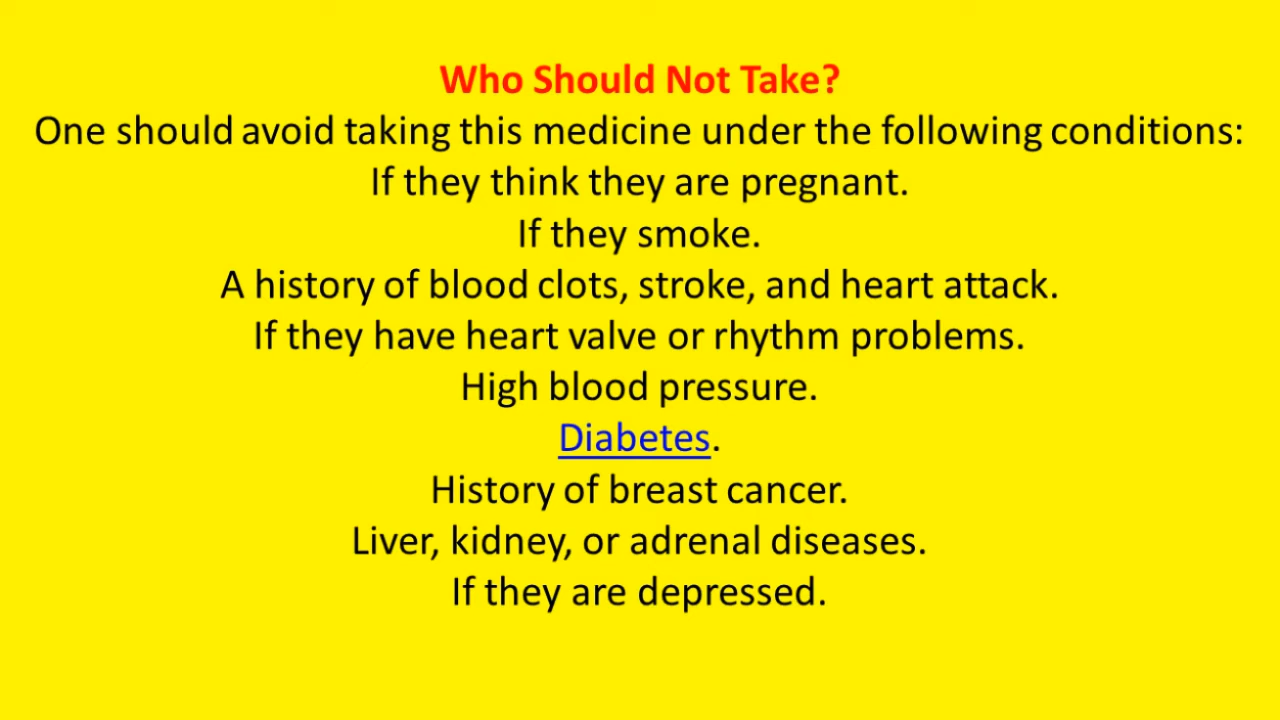 Who Should Not Take?
One should avoid taking this medicine under the following conditions:
If they think they are pregnant.
If they smoke.
A history of blood clots, stroke, and heart attack.
If they have heart valve or rhythm problems.
High blood pressure.
Diabetes.
History of breast cancer.
Liver, kidney, or adrenal diseases.
If they are depressed.